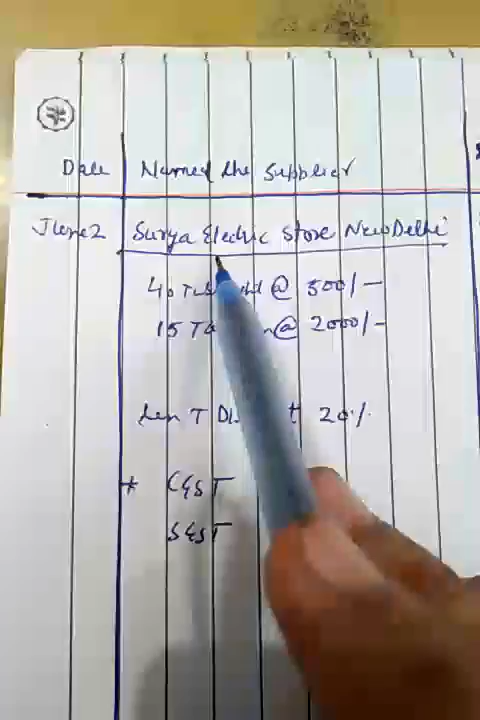 Date Name of the Supplier
June 2 Surya Electric Store New Delhi
40 @ 500/-
15 @ 2000/-
Less T 20%
* CGST
SGST